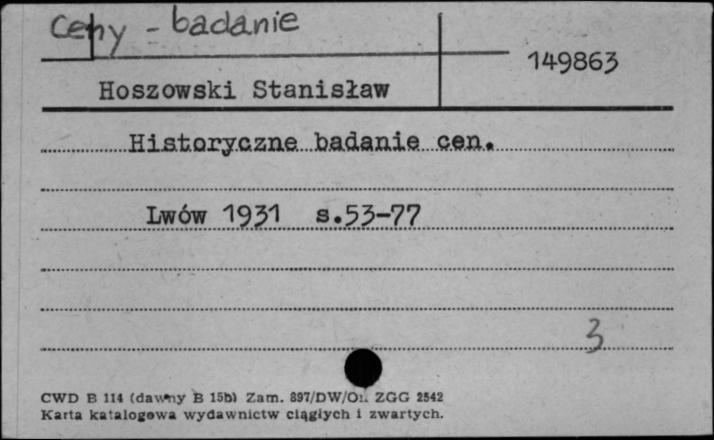 Ceny - badanie
149863
Hoszowski Stanisław
Historyczne badanie cen.
Lwów 1931 s.53-77
3
CWD B 114 (dawny B 15b) Zam. 897/DW/Oi. ZGG 2542
Karta katalogowa wydawnictw ciągłych i zwartych.